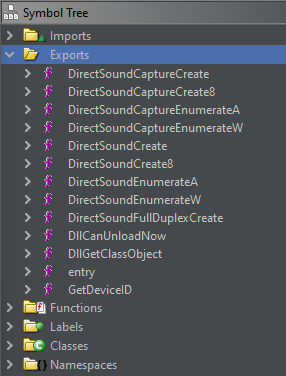 Symbol Tree
Imports
Exports
DirectSoundCaptureCreate
DirectSoundCaptureCreate8
DirectSoundCaptureEnumerateA
DirectSoundCaptureEnumerateW
DirectSoundCreate
DirectSoundCreate8
DirectSoundEnumerateA
DirectSoundEnumerateW
DirectSoundFullDuplexCreate
DllCanUnloadNow
DllGetClassObject
entry
GetDeviceID
Functions
Labels
Classes
Namespaces